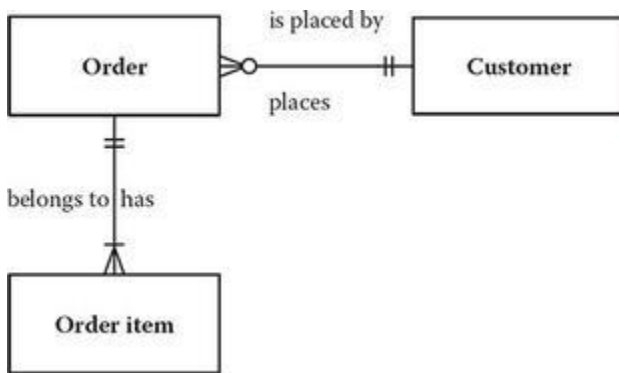 is placed by
Order
Customer
places
belongs to has
Order item